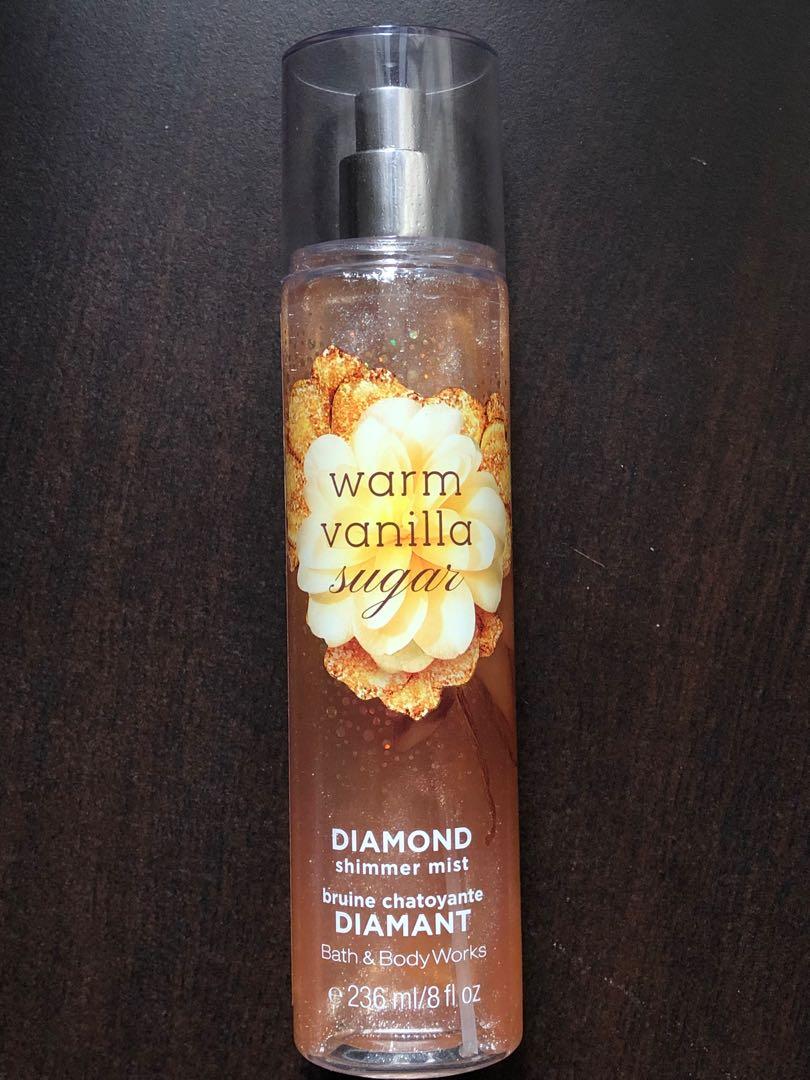 warm
vanilla
sugar
DIAMOND
shimmer mist
bruine chatoyante
DIAMANT
Bath & Body Works
℮ 236 ml/8 fl oz